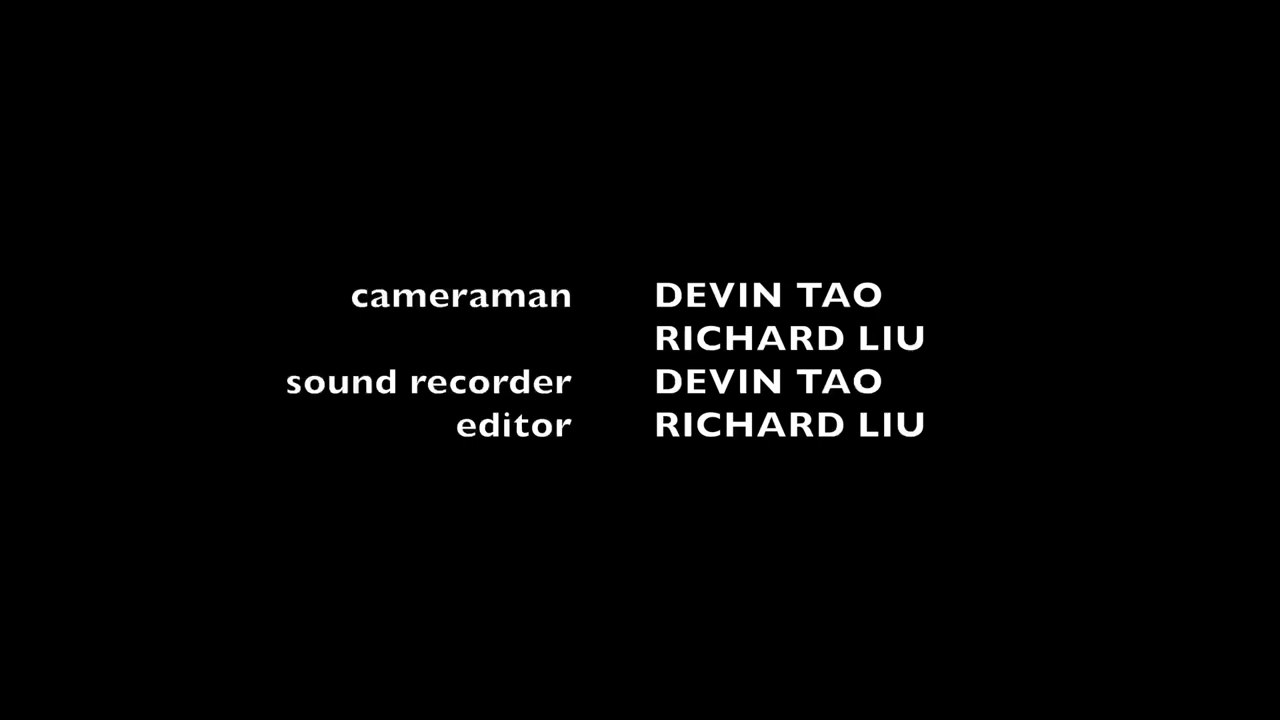 cameraman DEVIN TAO
RICHARD LIU
sound recorder DEVIN TAO
editor RICHARD LIU